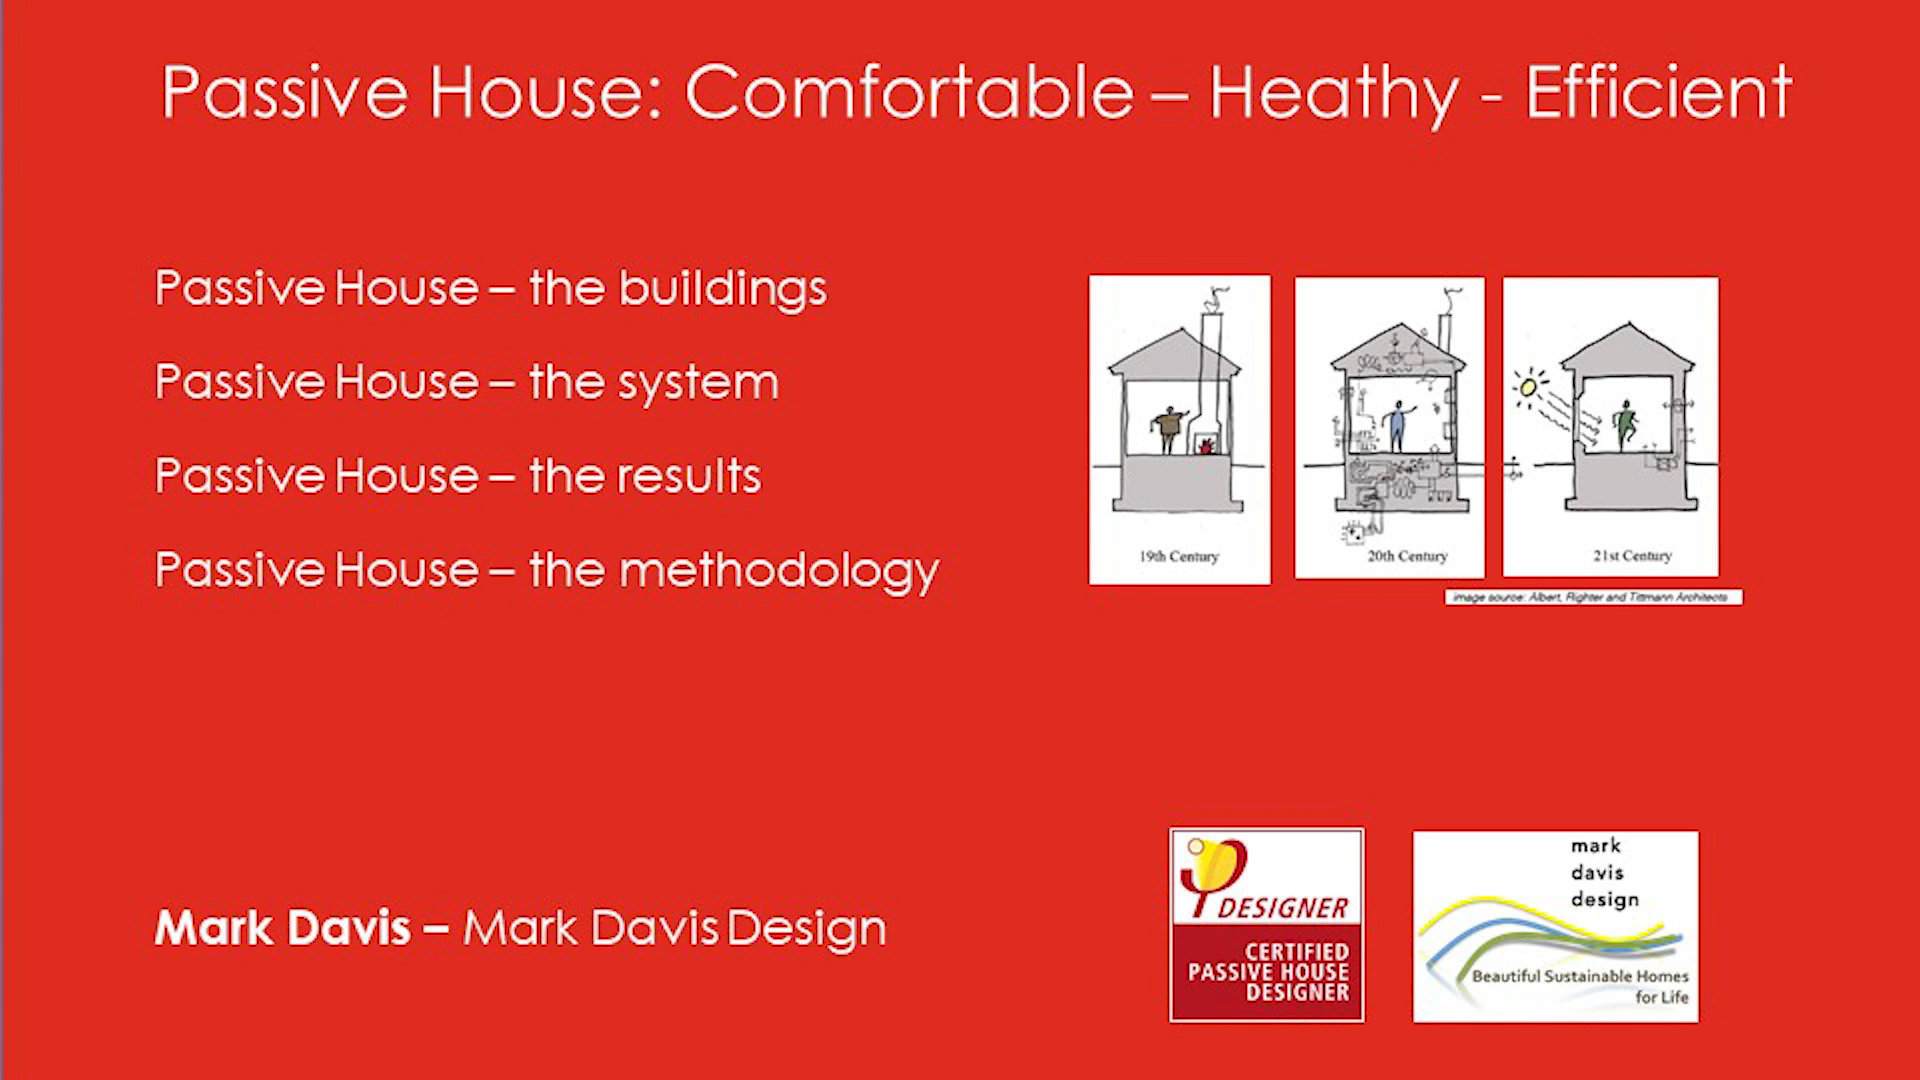 Passive House: Comfortable – Heathy - Efficient
Passive House – the buildings
Passive House – the system
Passive House – the results
Passive House – the methodology
19th Century
20th Century
21st Century
image source: Albert, Righter and Tittmann Architects
Mark Davis – Mark Davis Design
DESIGNER
CERTIFIED
PASSIVE HOUSE
DESIGNER
mark
davis
design
Beautiful Sustainable Homes
for Life